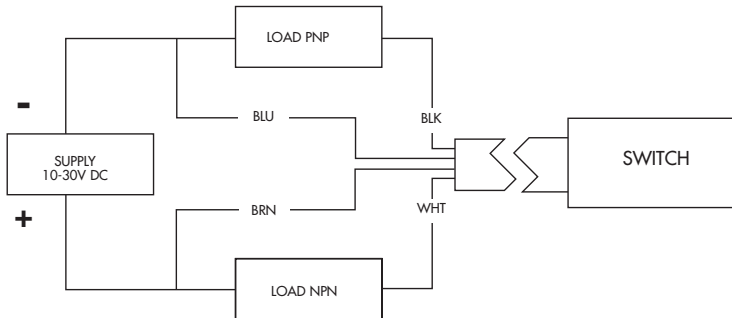 LOAD PNP
-
BLU
BLK
SUPPLY
10-30V DC
SWITCH
+
BRN
WHT
LOAD NPN